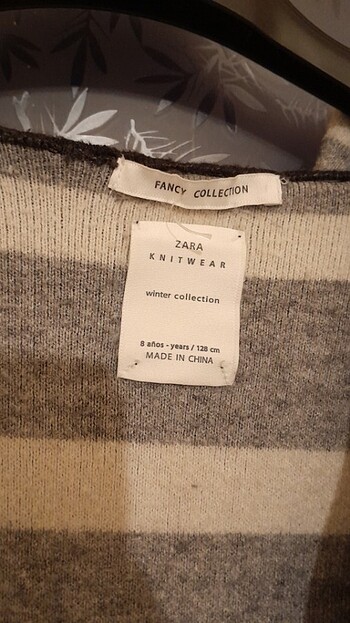 FANCY COLLECTION
ZARA
KNITWEAR
winter collection
8 años - years / 128 cm
MADE IN CHINA